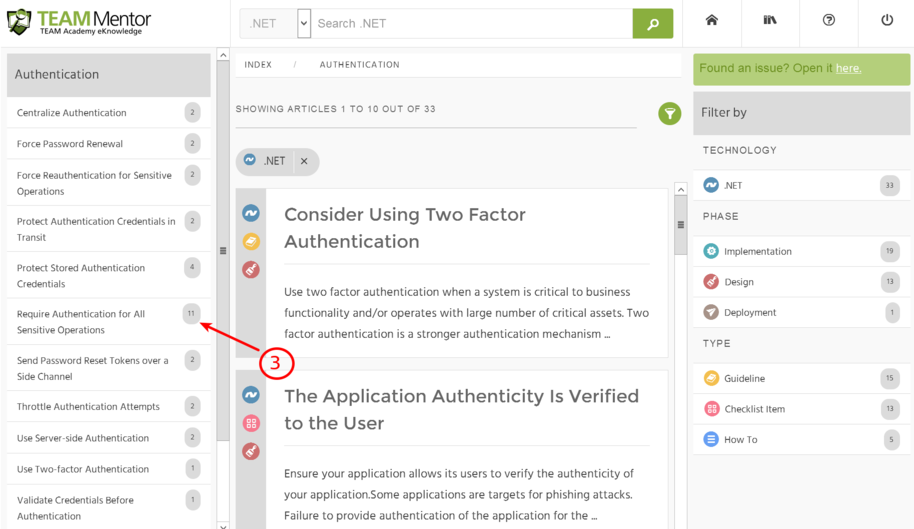 TEAM Mentor
TEAM Academy eKnowledge
.NET
Search .NET
Authentication
Centralize Authentication
2
Force Password Renewal
2
Force Reauthentication for Sensitive
Operations
2
Protect Authentication Credentials in
Transit
2
Protect Stored Authentication
Credentials
4
Require Authentication for All
Sensitive Operations
11
Send Password Reset Tokens over a
Side Channel
2
Throttle Authentication Attempts
2
Use Server-side Authentication
2
Use Two-factor Authentication
1
Validate Credentials Before
Authentication
1
INDEX / AUTHENTICATION
SHOWING ARTICLES 1 TO 10 OUT OF 33
.NET ×
3
Consider Using Two Factor
Authentication
Use two factor authentication when a system is critical to business
functionality and/or operates with large number of critical assets. Two
factor authentication is a stronger authentication mechanism ...
The Application Authenticity Is Verified
to the User
Ensure your application allows its users to verify the authenticity of
your application.Some applications are targets for phishing attacks.
Failure to provide authentication of the application for the ...
Found an issue? Open it here.
Filter by
TECHNOLOGY
.NET
33
PHASE
Implementation
19
Design
13
Deployment
1
TYPE
Guideline
15
Checklist Item
13
How To
5